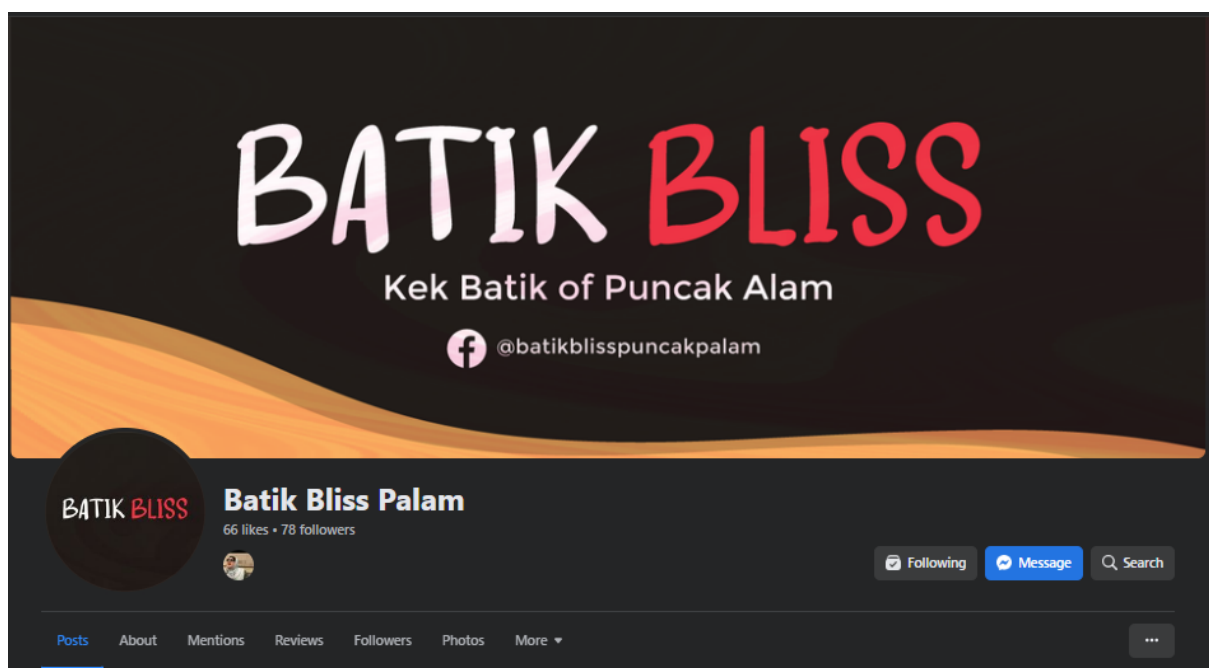 BATIK BLISS
Kek Batik of Puncak Alam
@batikblisspuncakpalam
BATIK BLISS
Batik Bliss Palam
66 likes • 78 followers
Following
Message
Search
Posts
About
Mentions
Reviews
Followers
Photos
More